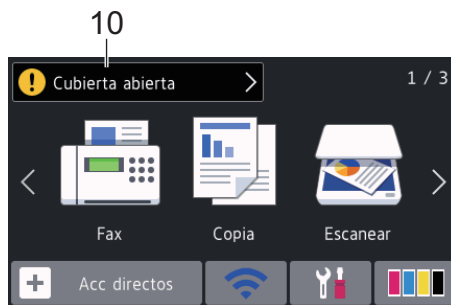 10
Cubierta abierta
1 / 3
Fax
Copia
Escanear
Acc directos